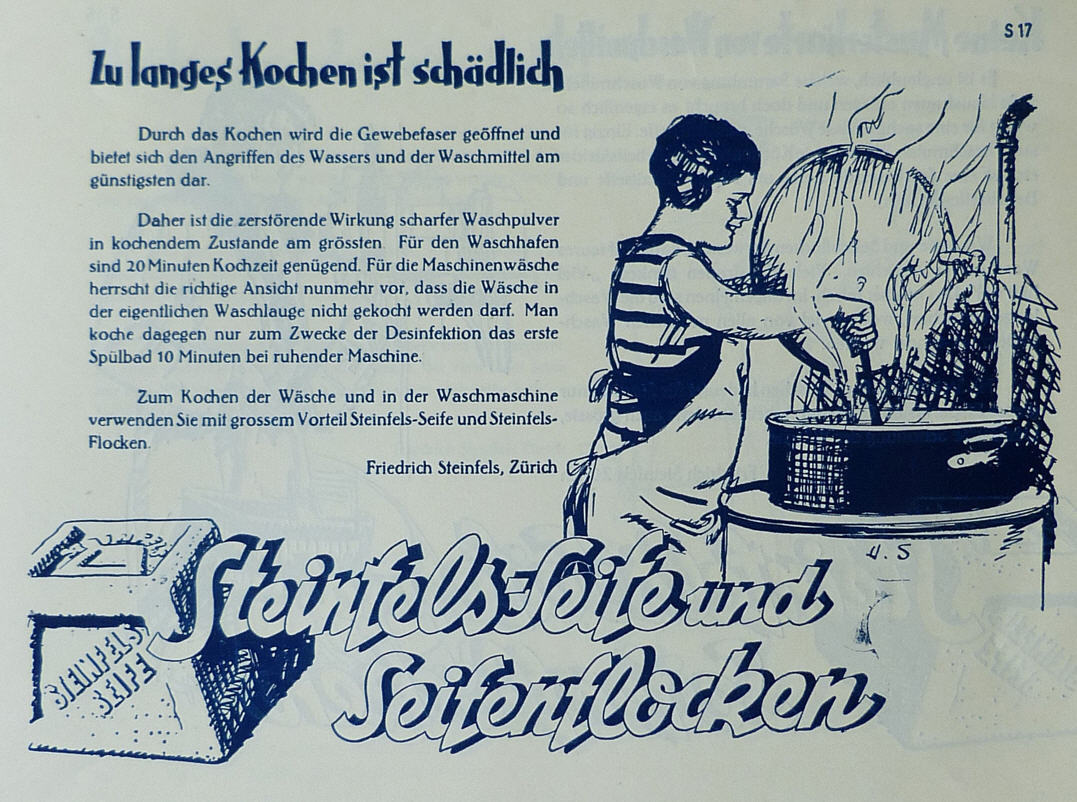 S 17
Zu langes Kochen ist schädlich
Durch das Kochen wird die Gewebefaser geöffnet und
bietet sich den Angriffen des Wassers und der Waschmittel am
günstigsten dar.
Daher ist die zerstörende Wirkung scharfer Waschpulver
in kochendem Zustande am grössten. Für den Waschhafen
sind 20 Minuten Kochzeit genügend. Für die Maschinenwäsche
herrscht die richtige Ansicht nunmehr vor, dass die Wäsche in
der eigentlichen Waschlauge nicht gekocht werden darf. Man
koche dagegen nur zum Zwecke der Desinfektion das erste
Spülbad 10 Minuten bei ruhender Maschine.
Zum Kochen der Wäsche und in der Waschmaschine
verwenden Sie mit grossem Vorteil Steinfels-Seife und Steinfels-
Flocken.
Friedrich Steinfels, Zürich
Steinfels-Seife und
Seifenflocken
STEINFELS
SEIFE
U. S